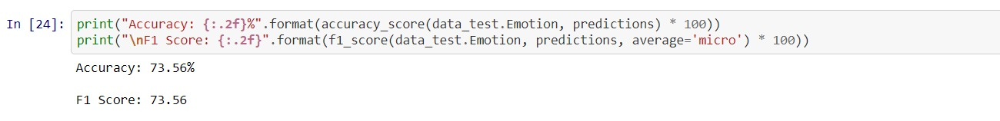 In [24]: print("Accuracy: {:.2f}%".format(accuracy_score(data_test.Emotion, predictions) * 100))
print("\nF1 Score: {:.2f}".format(f1_score(data_test.Emotion, predictions, average='micro') * 100))
Accuracy: 73.56%
F1 Score: 73.56